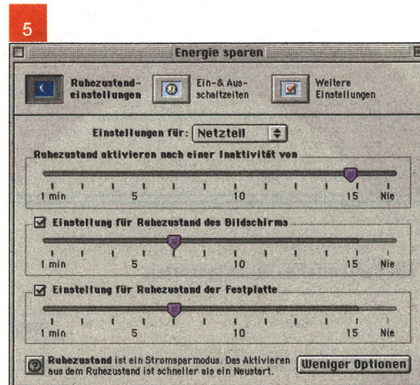 5
Energie sparen
Ruhezustand-
einstellungen
Ein-& Aus-
schaltzeiten
Weitere
Einstellungen
Einstellungen für: Netzteil
Ruhezustand aktivieren nach einer Inaktivität von
1 min 5 10 15 Nie
Einstellung für Ruhezustand des Bildschirms
1 min 5 10 15 Nie
Einstellung für Ruhezustand der Festplatte
1 min 5 10 15 Nie
Ruhezustand ist ein Stromsparmodus. Das Aktivieren
aus dem Ruhezustand ist schneller als ein Neustart.
Weniger Optionen